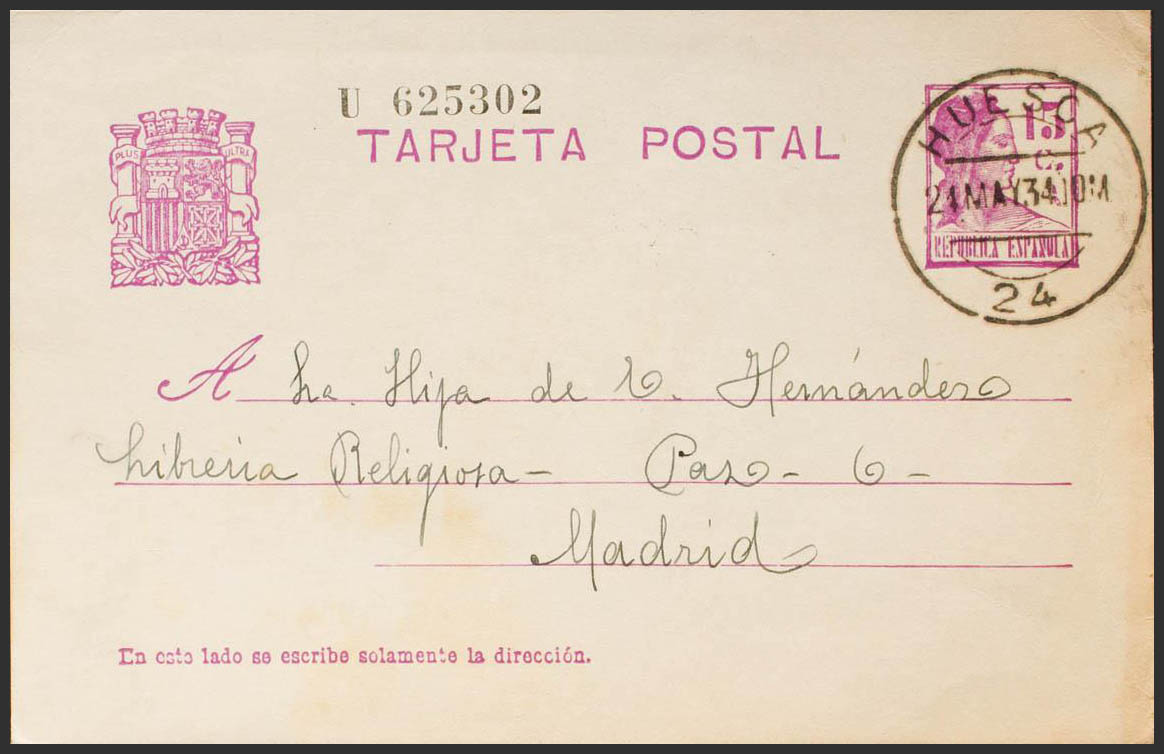 U 625302
TARJETA POSTAL
PLUS ULTRA
HUESCA
15
c.
21 MAY.34.10M
REPUBLICA ESPAÑOLA
24
A La Hija de V. Hernández
Librería Religiosa - Paz - 6 -
Madrid
En este lado se escribe solamente la dirección.